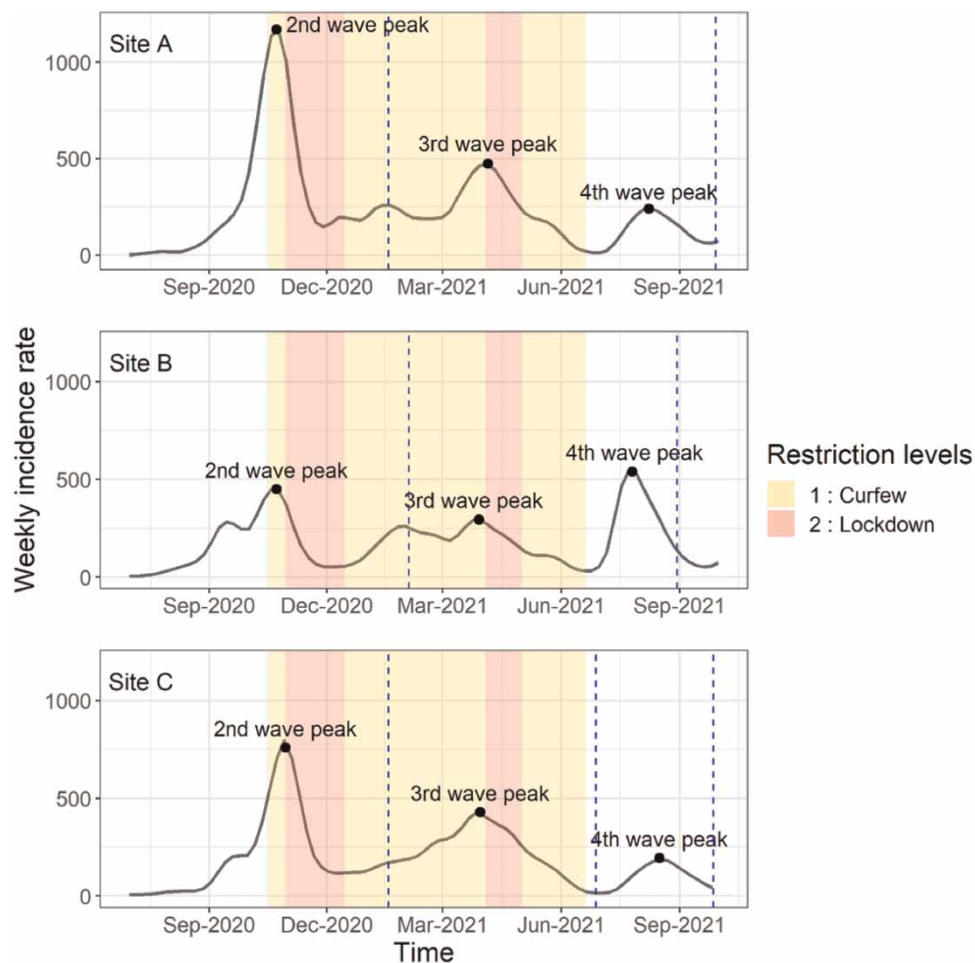 Site A
2nd wave peak
3rd wave peak
4th wave peak
1000
500
0
Sep-2020 Dec-2020 Mar-2021 Jun-2021 Sep-2021
Site B
2nd wave peak
3rd wave peak
4th wave peak
1000
500
0
Sep-2020 Dec-2020 Mar-2021 Jun-2021 Sep-2021
Site C
2nd wave peak
3rd wave peak
4th wave peak
1000
500
0
Sep-2020 Dec-2020 Mar-2021 Jun-2021 Sep-2021
Time
Weekly incidence rate
Restriction levels
1 : Curfew
2 : Lockdown